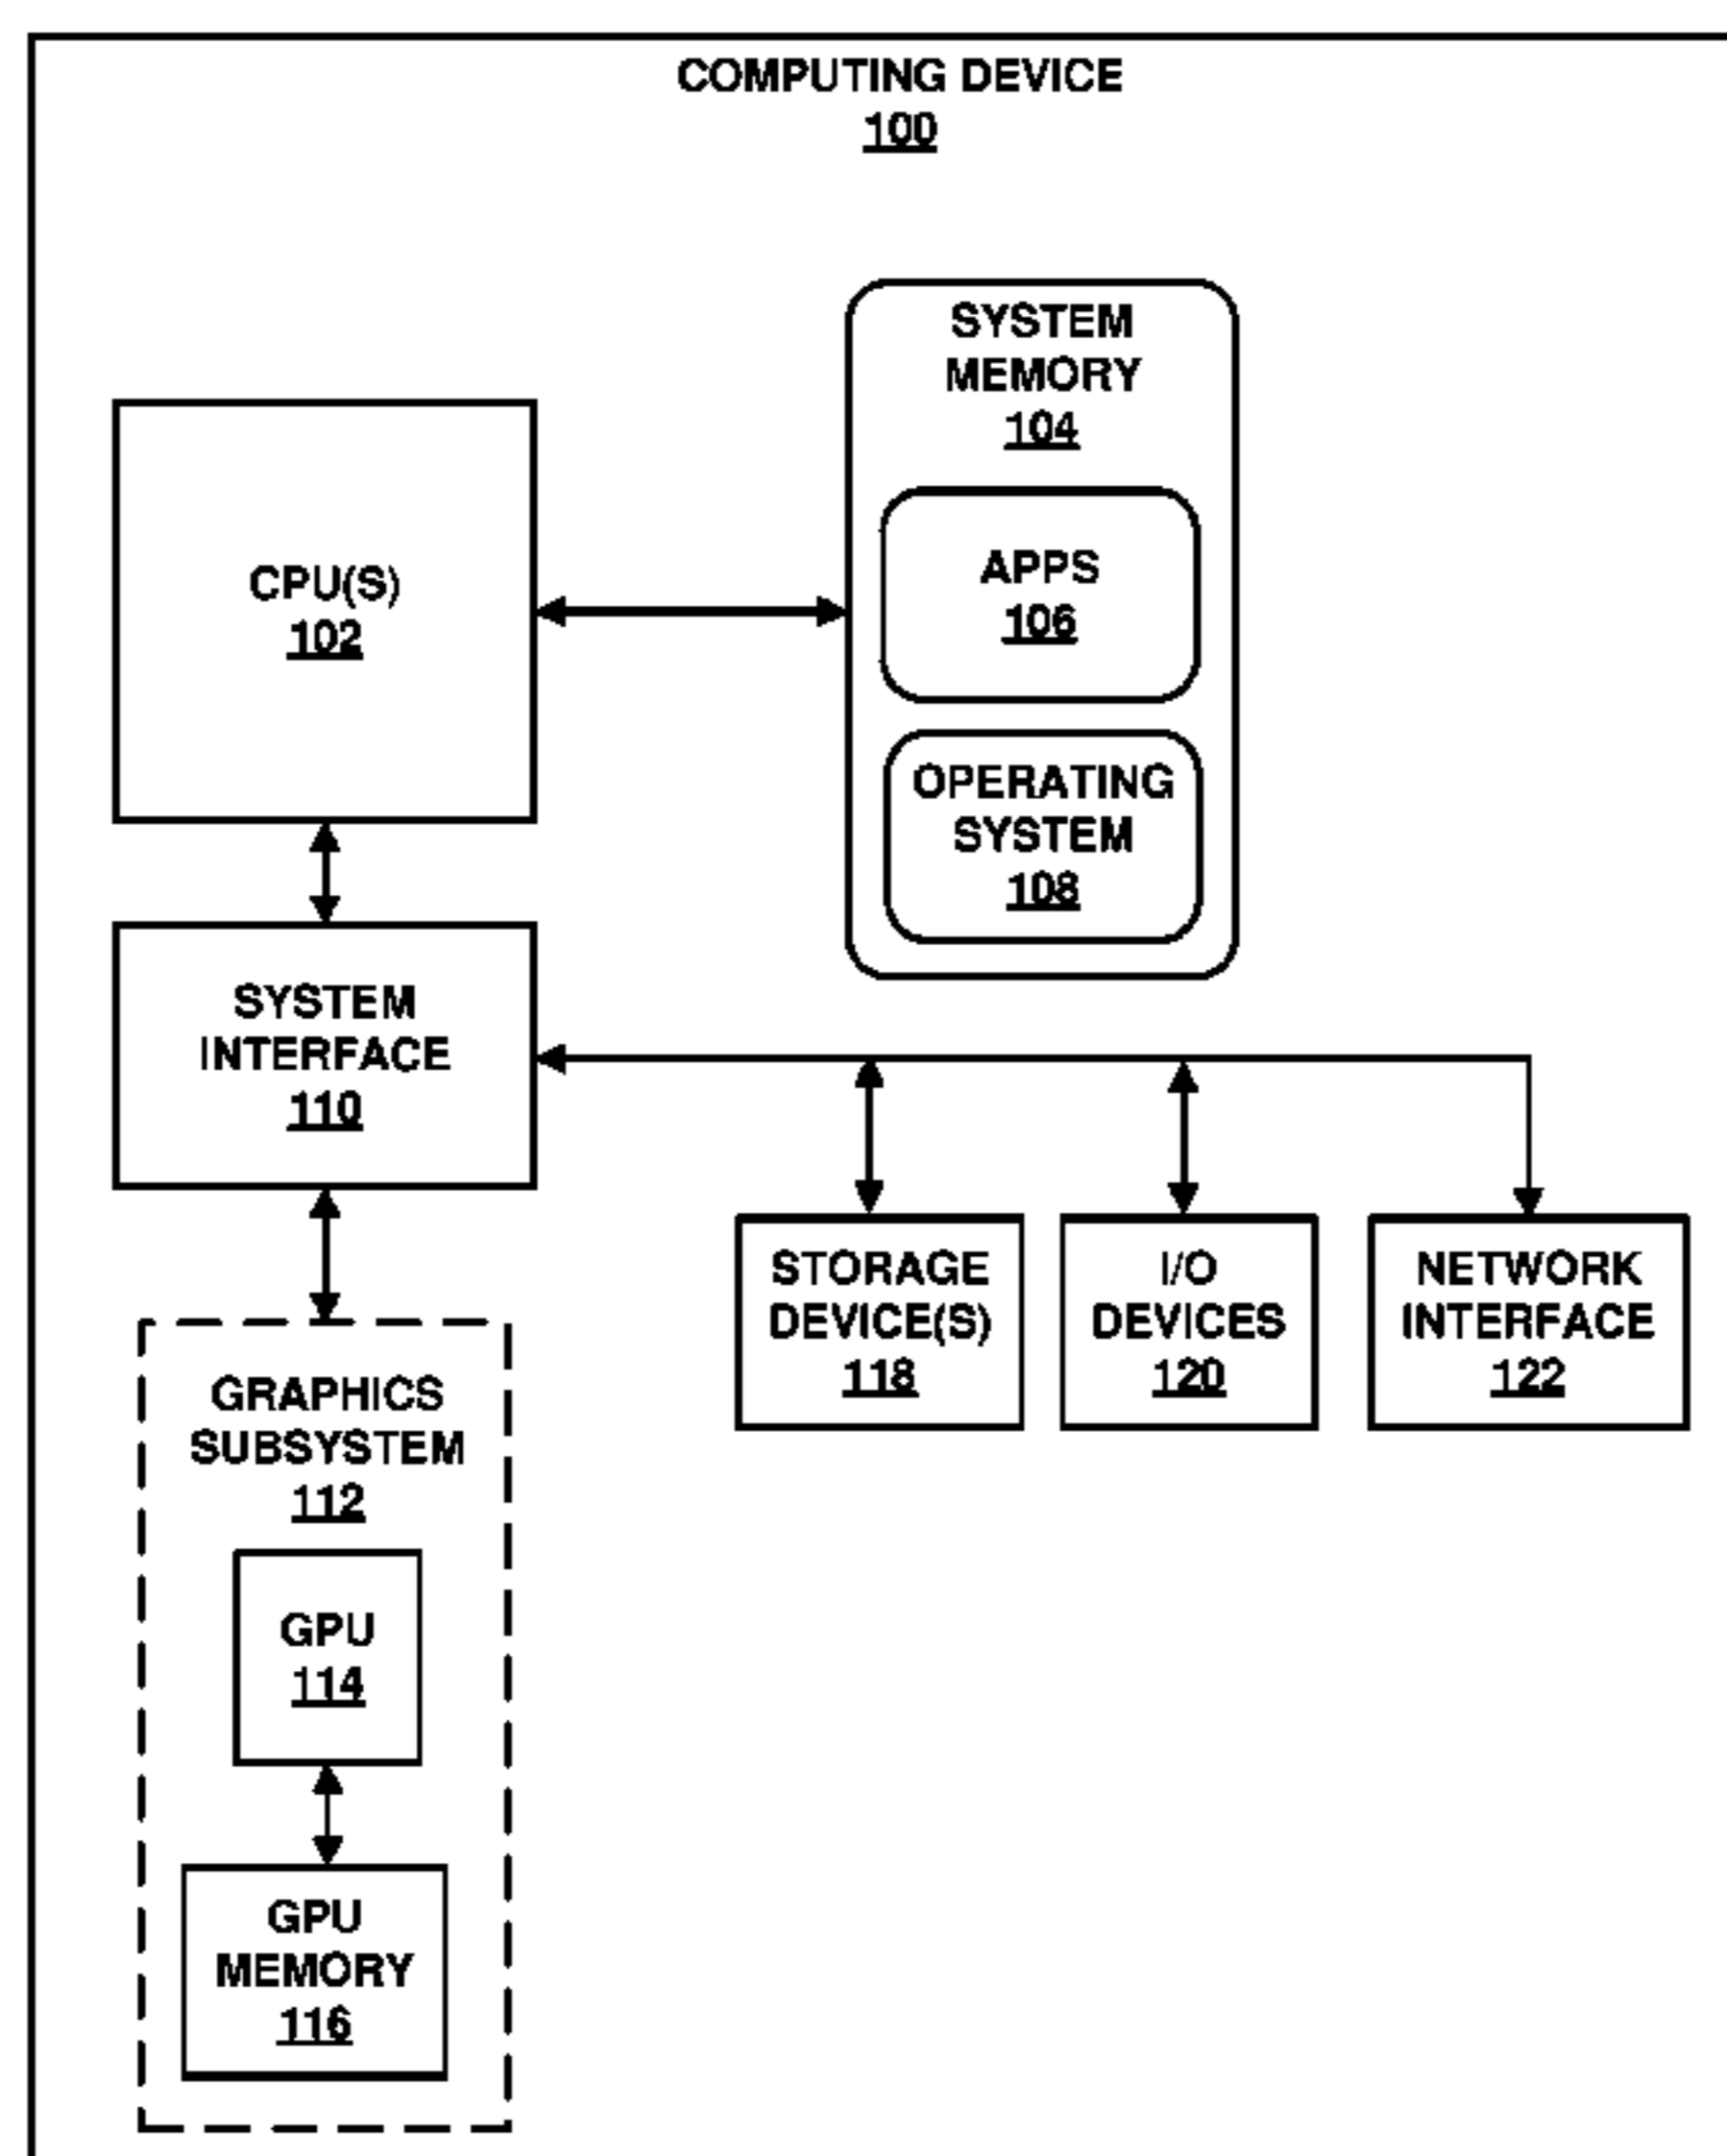 COMPUTING DEVICE
100
SYSTEM
MEMORY
104
APPS
106
OPERATING
SYSTEM
108
CPU(S)
102
SYSTEM
INTERFACE
110
STORAGE
DEVICE(S)
118
I/O
DEVICES
120
NETWORK
INTERFACE
122
GRAPHICS
SUBSYSTEM
112
GPU
114
GPU
MEMORY
116